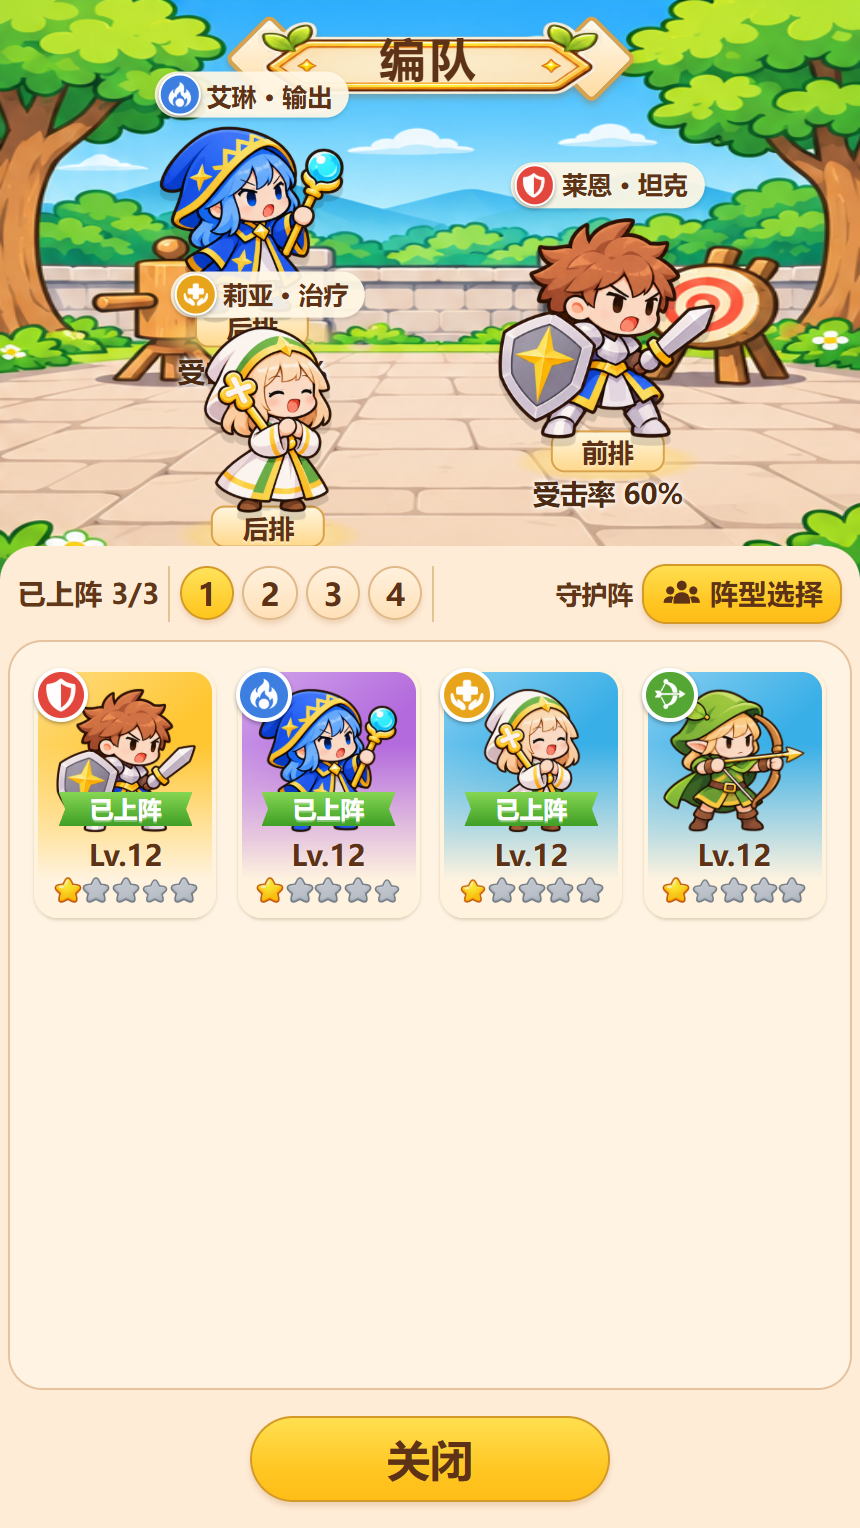 编队
艾琳·输出
莱恩·坦克
莉亚·治疗
后排
受
%
前排
受击率 60%
后排
已上阵 3/3
1
2
3
4
守护阵
阵型选择
已上阵
Lv.12
已上阵
Lv.12
已上阵
Lv.12
Lv.12
关闭